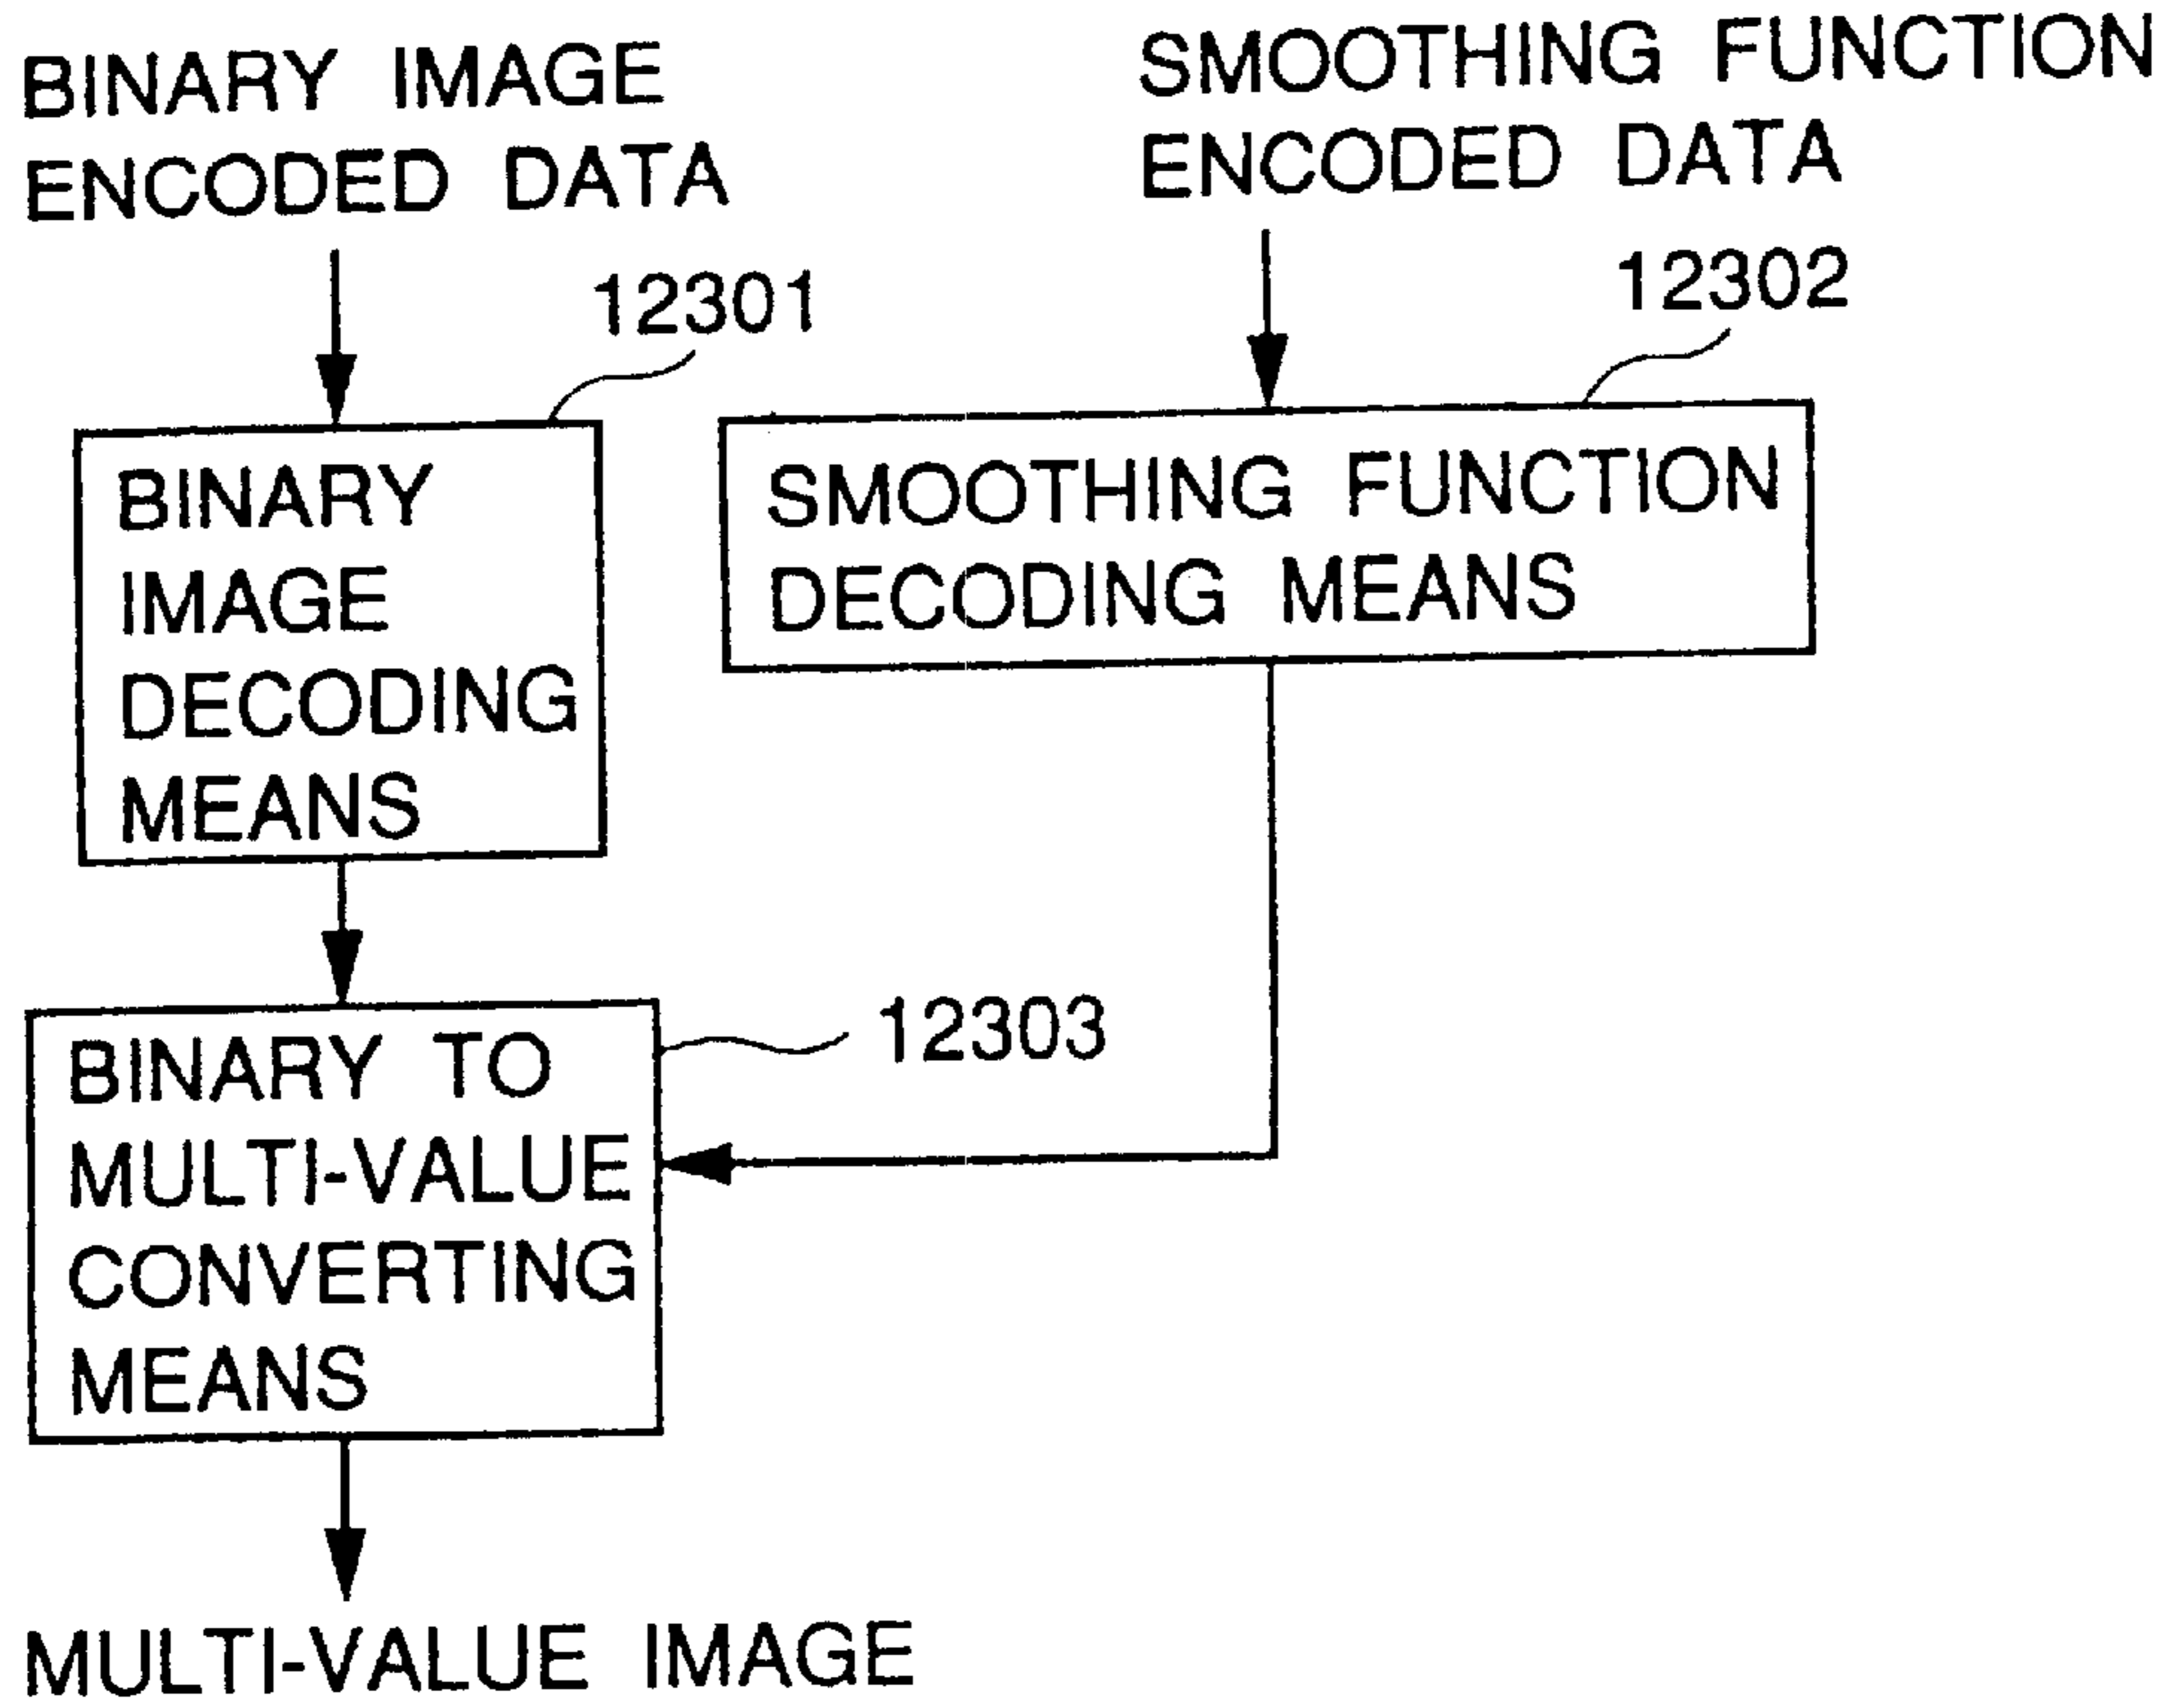 BINARY IMAGE
ENCODED DATA
SMOOTHING FUNCTION
ENCODED DATA
12301
12302
BINARY
IMAGE
DECODING
MEANS
SMOOTHING FUNCTION
DECODING MEANS
12303
BINARY TO
MULTI-VALUE
CONVERTING
MEANS
MULTI-VALUE IMAGE